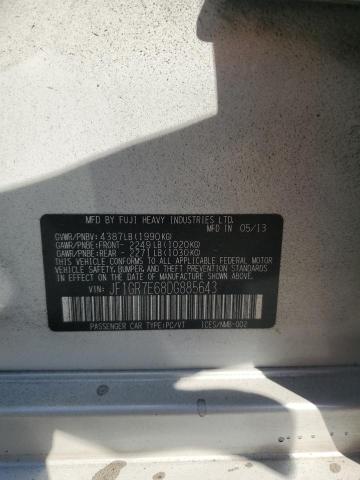 MFD BY FUJI HEAVY INDUSTRIES LTD.
MFD IN 05/13
GVWR/PNBV: 4387LB(1990KG)
GAWR/PNBE:FRONT- 2249LB(1020KG)
GAWR/PNBE:REAR - 2271LB(1030KG)
THIS VEHICLE CONFORMS TO ALL APPLICABLE FEDERAL
MOTOR VEHICLE SAFETY, BUMPER, AND THEFT PREVENTION
STANDARDS IN EFFECT ON THE DATE OF
MANUFACTURE SHOWN ABOVE.
VIN: JF1GR7E68DG885643
PASSENGER CAR TYPE:PC/VT ICES/NMB-002